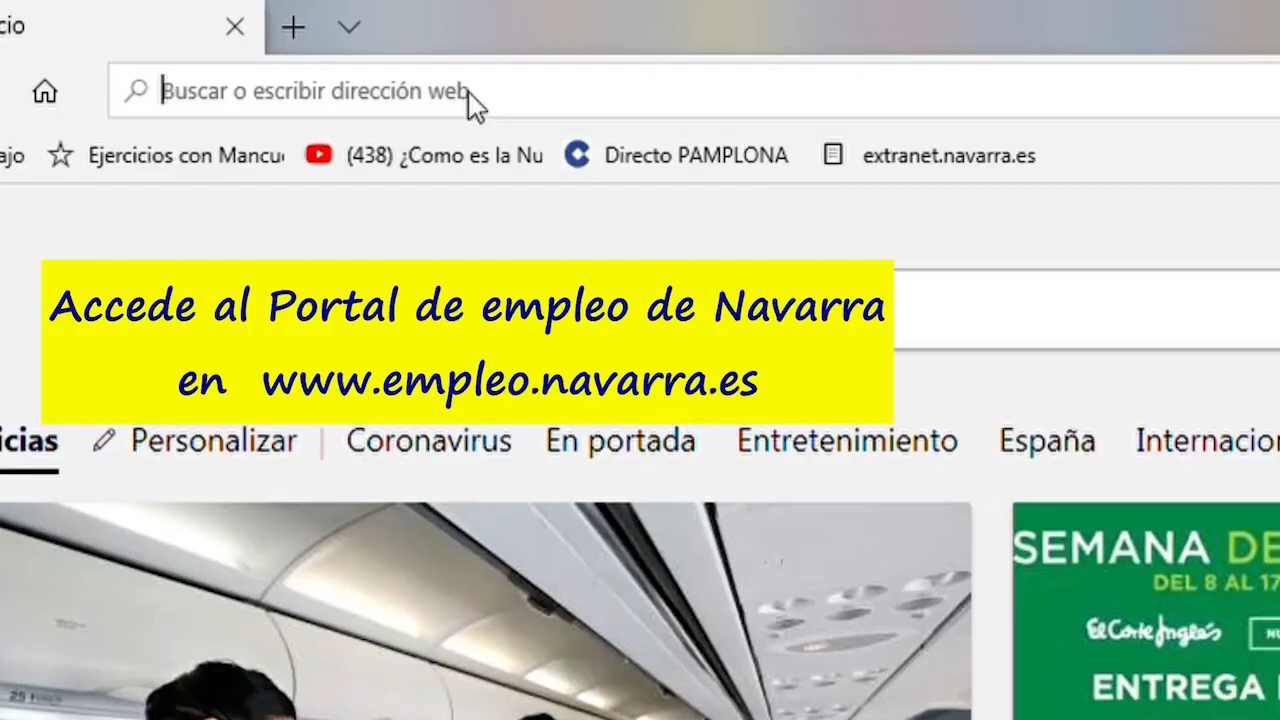 cio
Buscar o escribir dirección web
ajo
Ejercicios con Mancu
(438) ¿Como es la Nu
Directo PAMPLONA
extranet.navarra.es
Accede al Portal de empleo de Navarra
en www.empleo.navarra.es
icias
Personalizar
Coronavirus
En portada
Entretenimiento
España
Internacion
SEMANA DE
DEL 8 AL 17
El Corte Inglés
ENTREGA